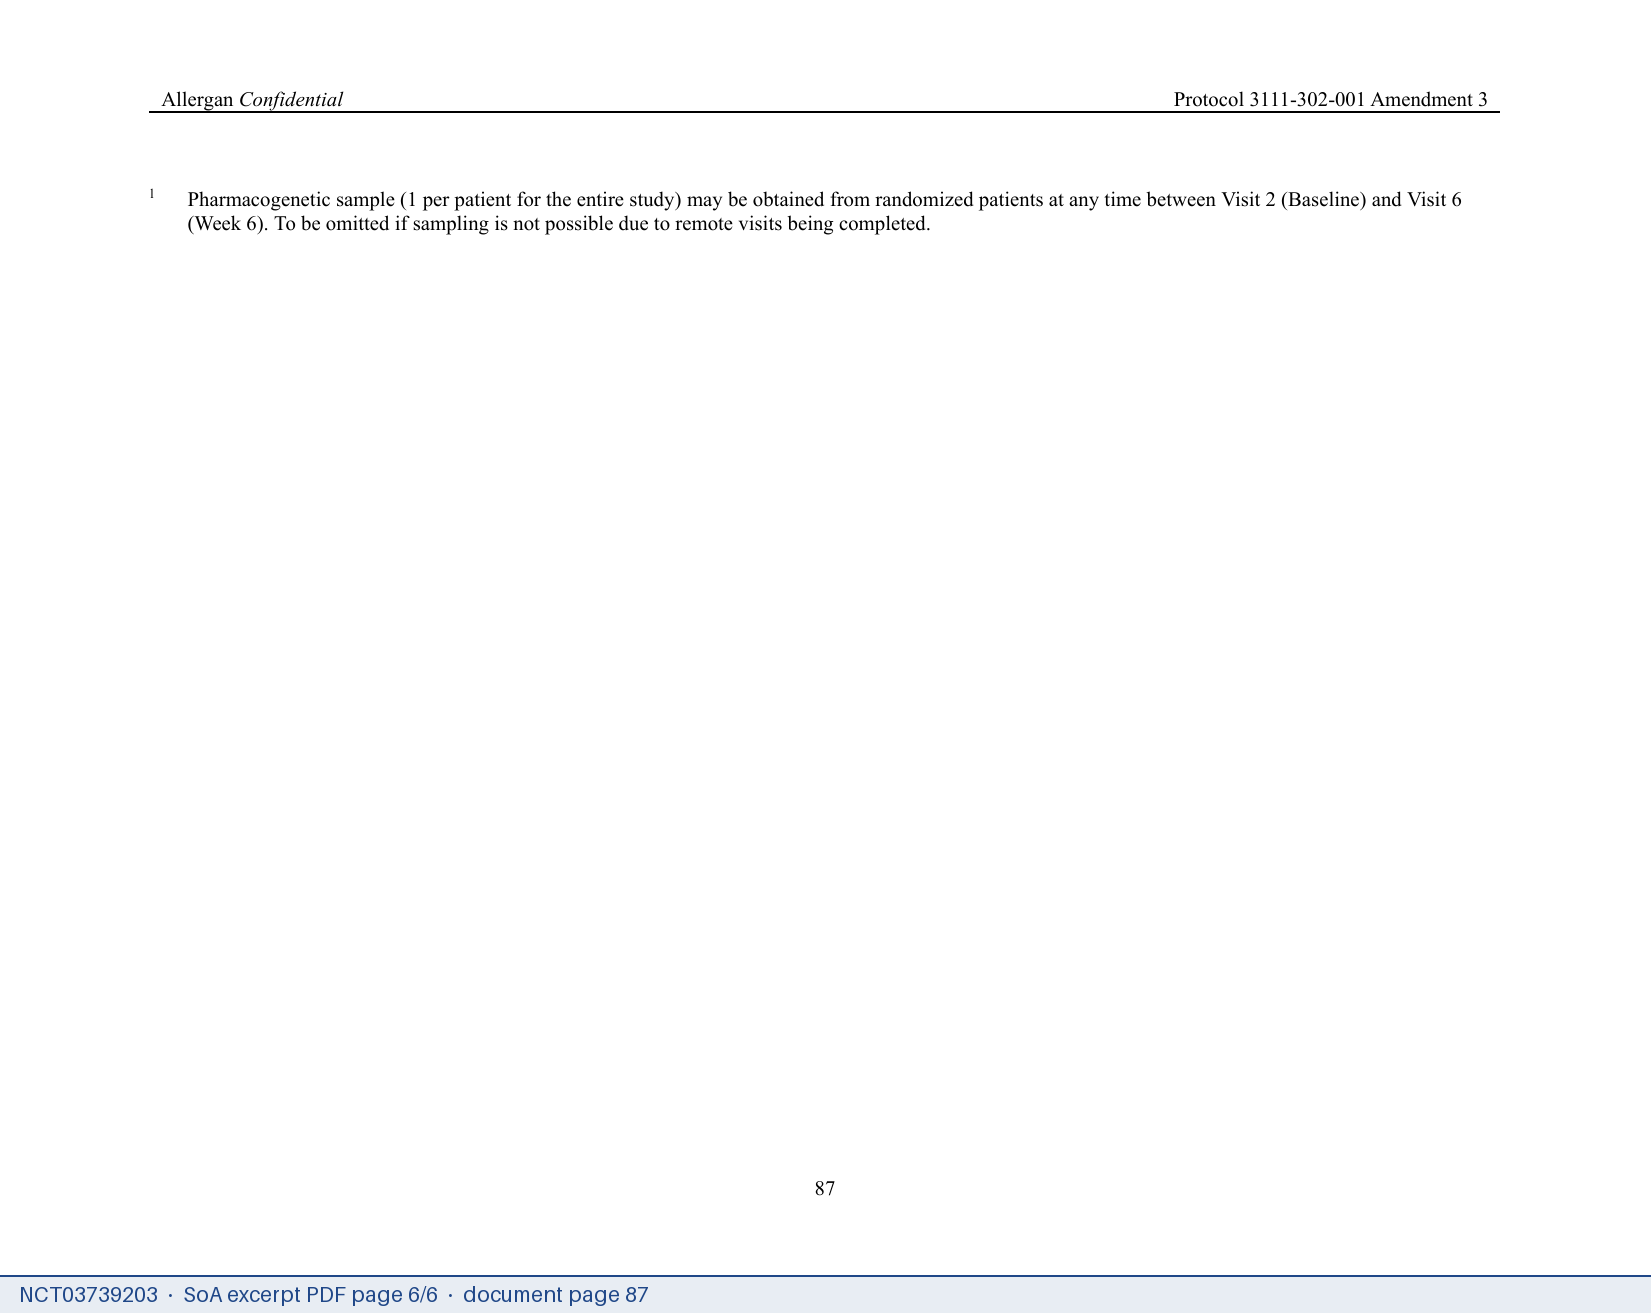 Allergan Confidential Protocol 3111-302-001 Amendment 3
l Pharmacogenetic sample (1 per patient for the entire study) may be obtained from randomized patients at any time between Visit 2 (Baseline) and Visit 6
(Week 6). To be omitted if sampling is not possible due to remote visits being completed.
87
NCT03739203 · SoA excerpt PDF page 6/6 · document page 87